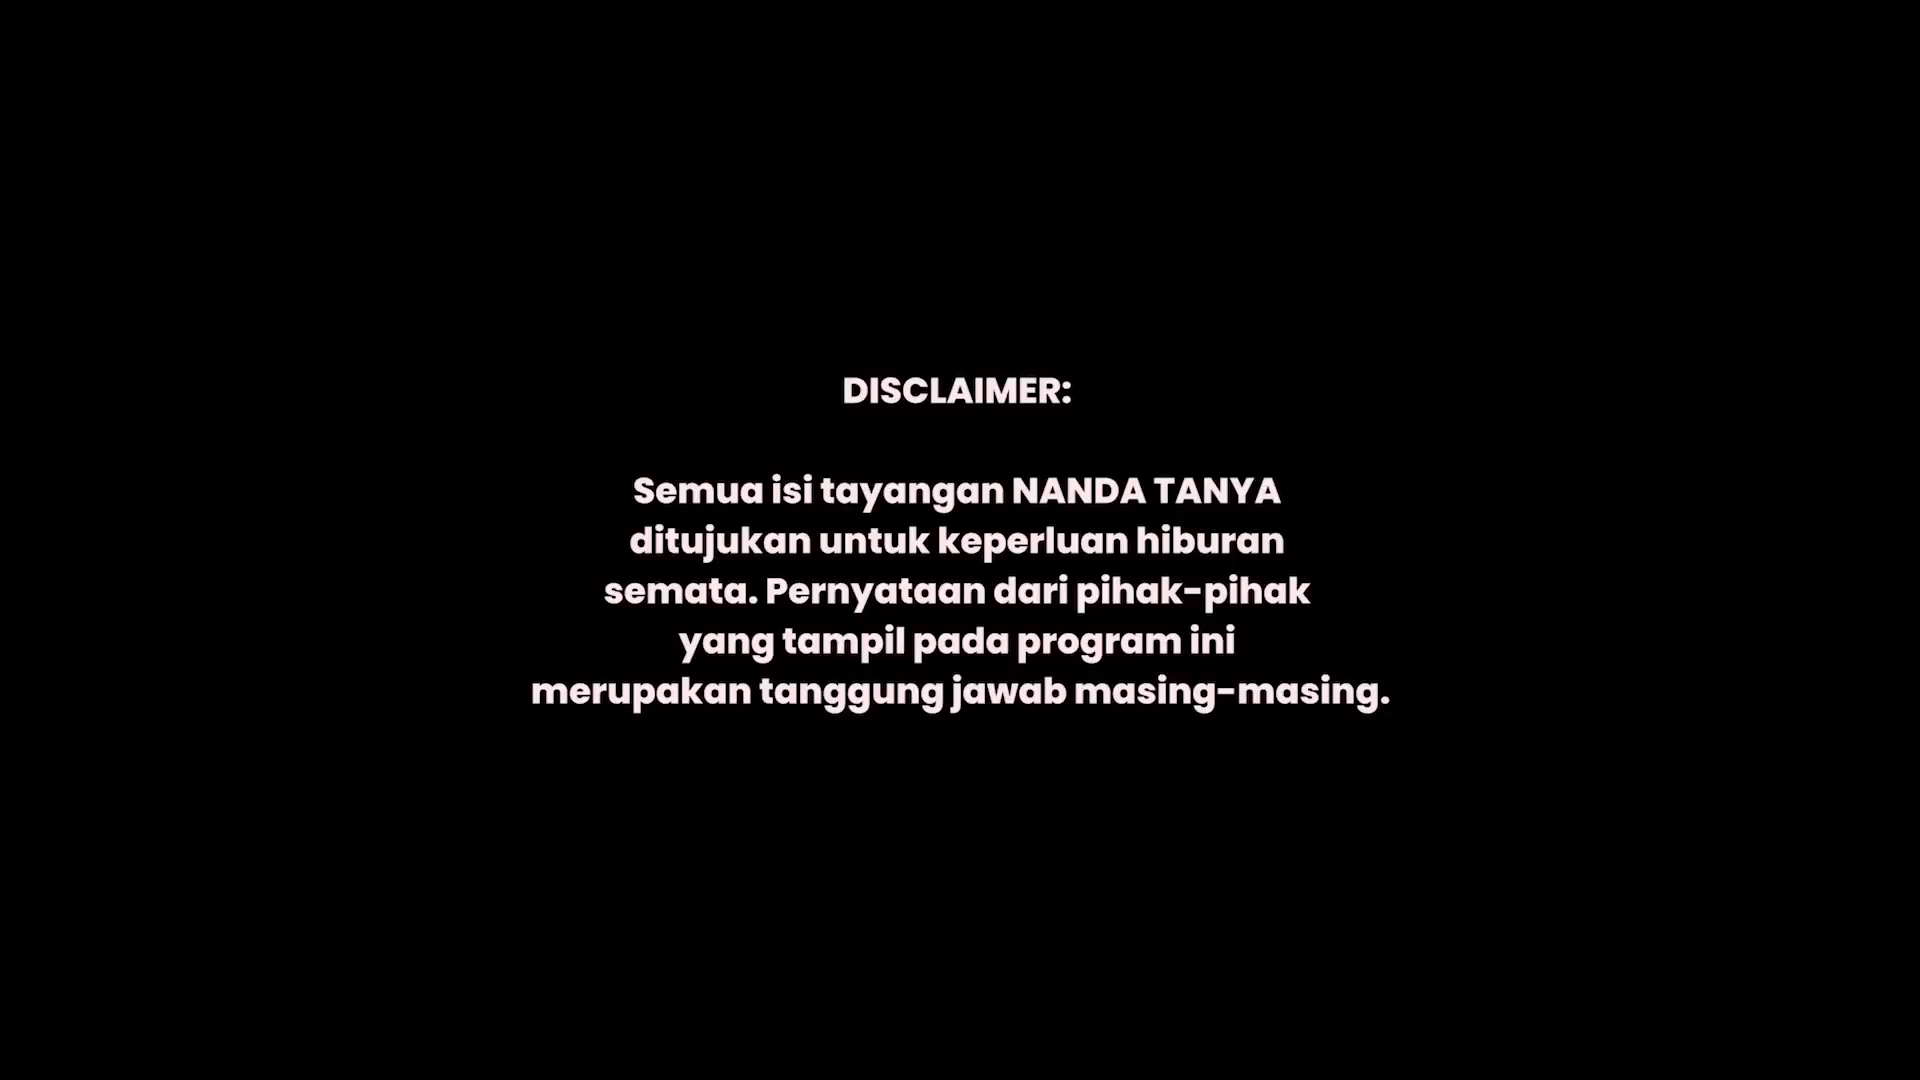 DISCLAIMER:
Semua isi tayangan NANDA TANYA
ditujukan untuk keperluan hiburan
semata. Pernyataan dari pihak-pihak
yang tampil pada program ini
merupakan tanggung jawab masing-masing.